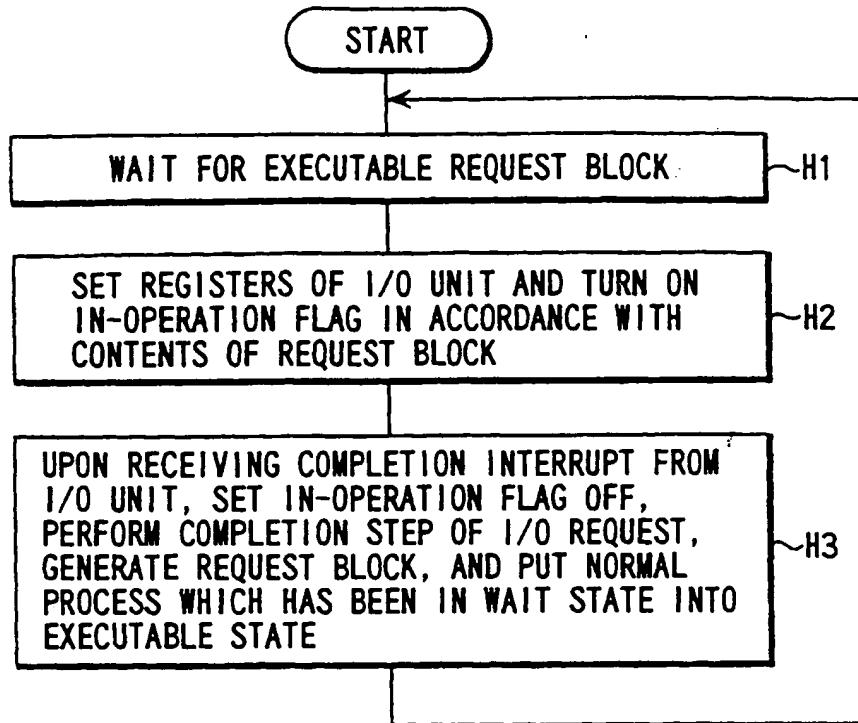 START
WAIT FOR EXECUTABLE REQUEST BLOCK
H1
SET REGISTERS OF I/O UNIT AND TURN ON
IN-OPERATION FLAG IN ACCORDANCE WITH
CONTENTS OF REQUEST BLOCK
H2
UPON RECEIVING COMPLETION INTERRUPT FROM
I/O UNIT, SET IN-OPERATION FLAG OFF,
PERFORM COMPLETION STEP OF I/O REQUEST,
GENERATE REQUEST BLOCK, AND PUT NORMAL
PROCESS WHICH HAS BEEN IN WAIT STATE INTO
EXECUTABLE STATE
H3